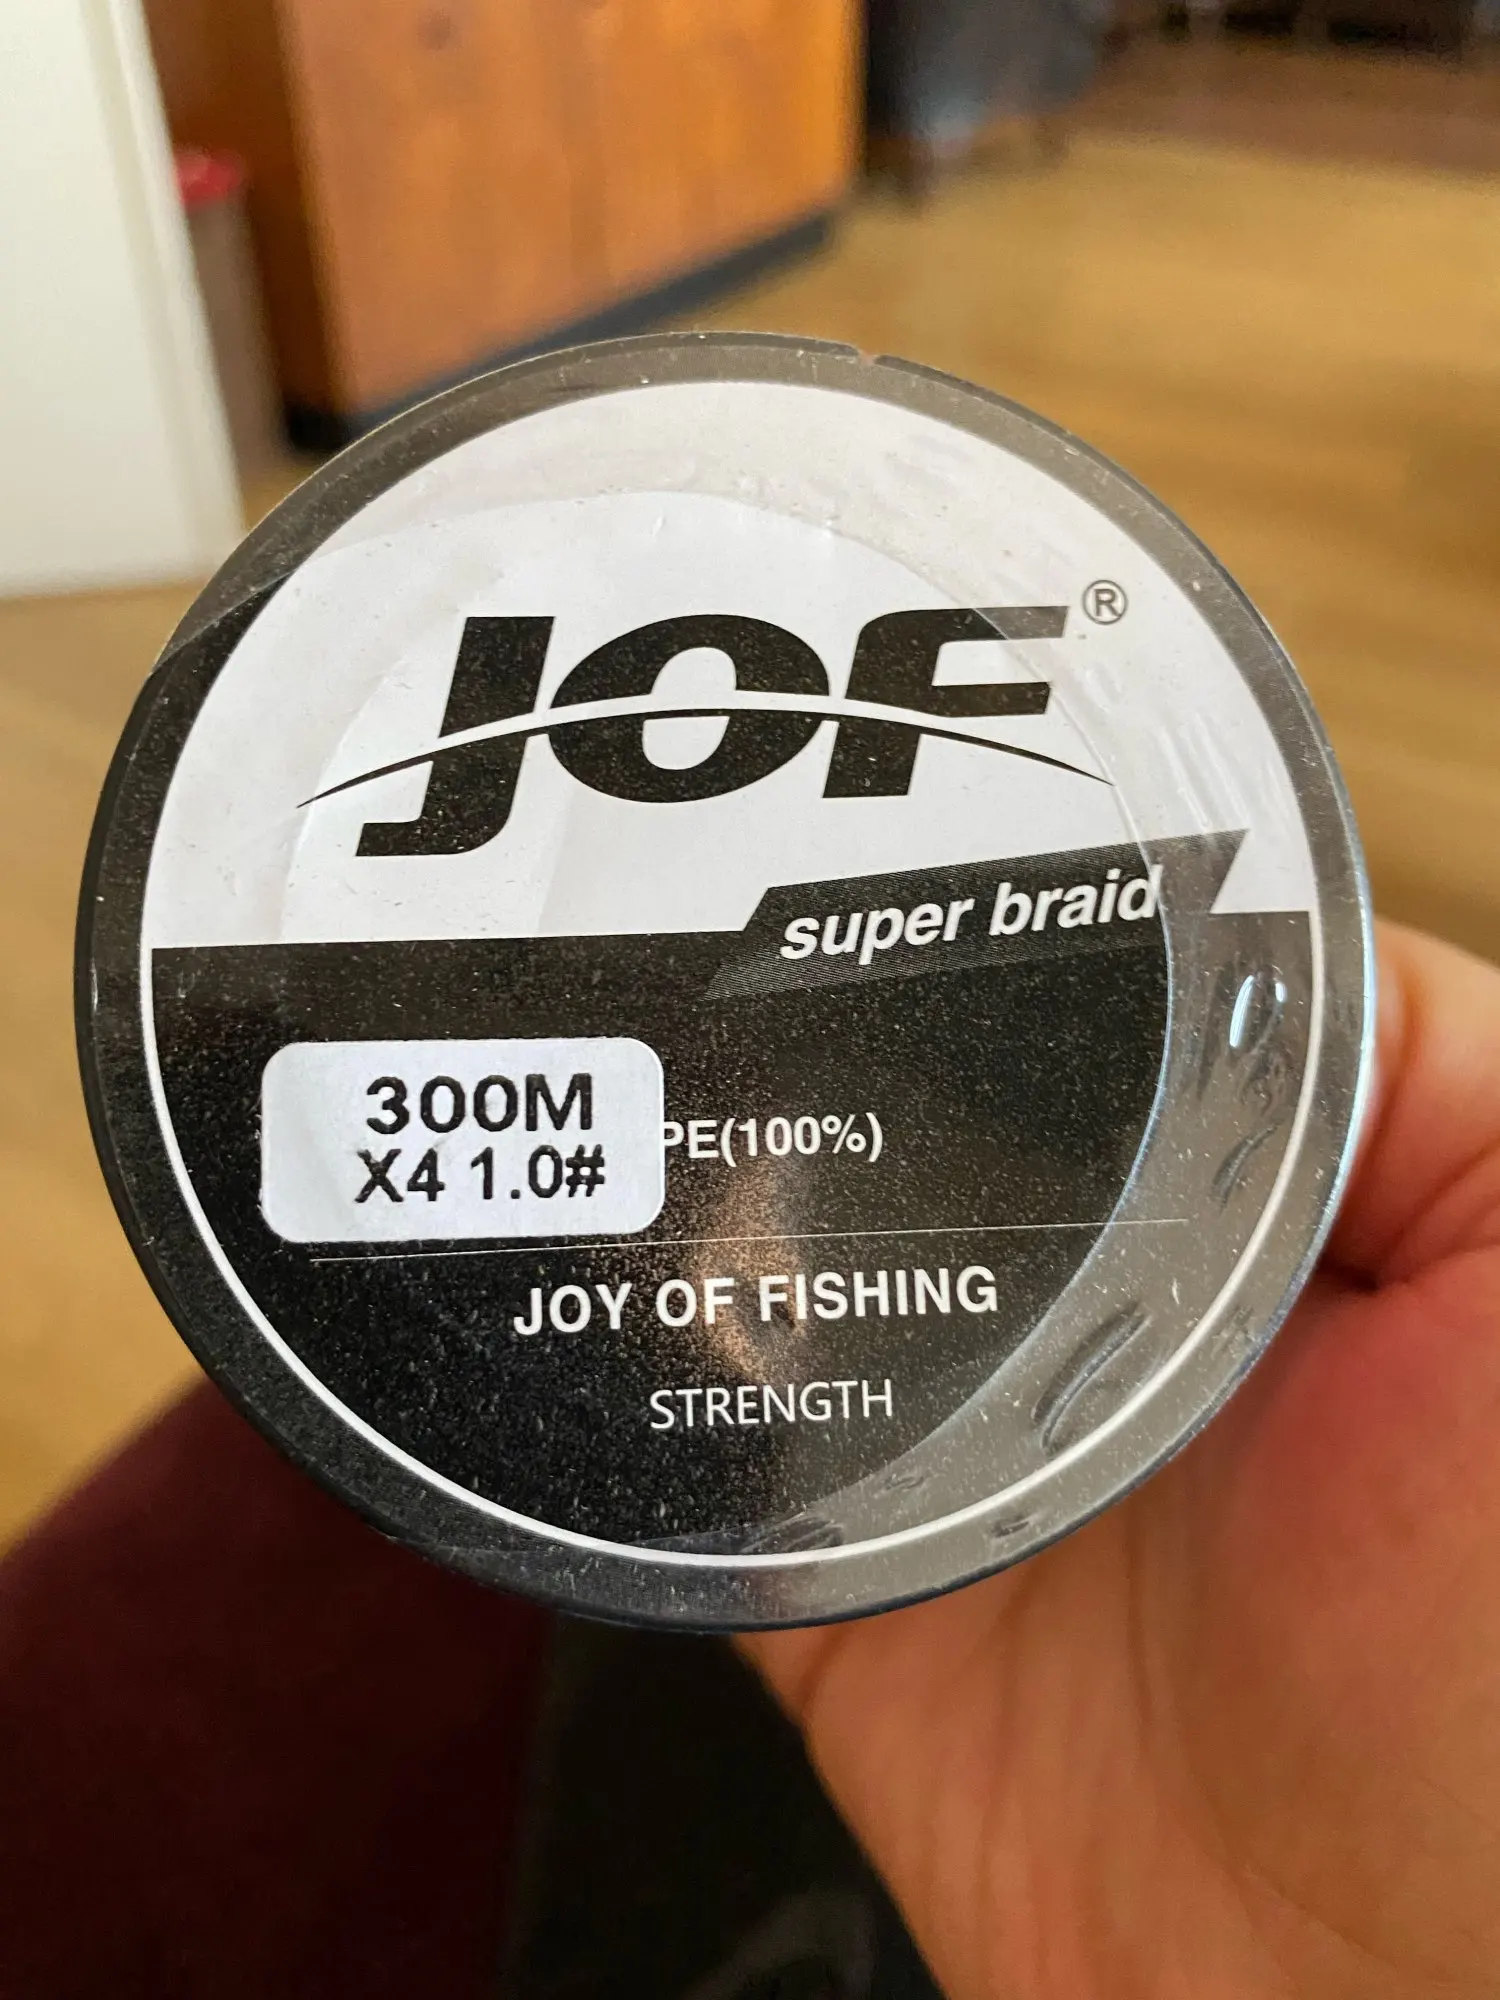 JOF®
super braid
300M
X4 1.0#
PE(100%)
JOY OF FISHING
STRENGTH